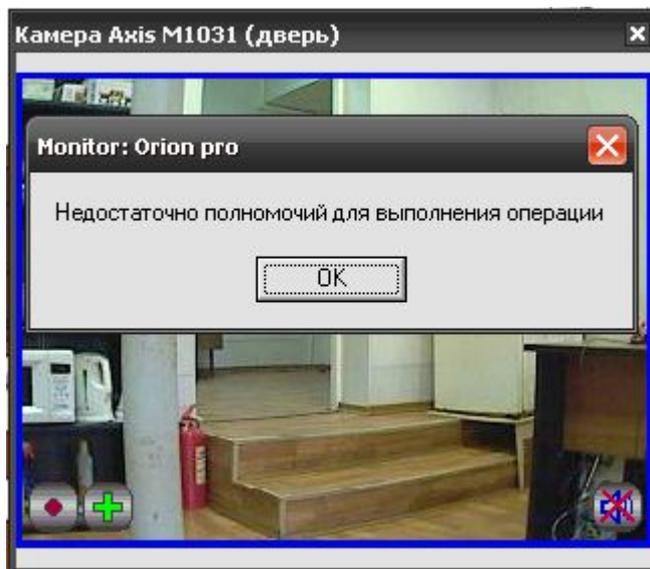 Камера Axis M1031 (дверь)
Monitor: Orion pro
Недостаточно полномочий для выполнения операции
OK